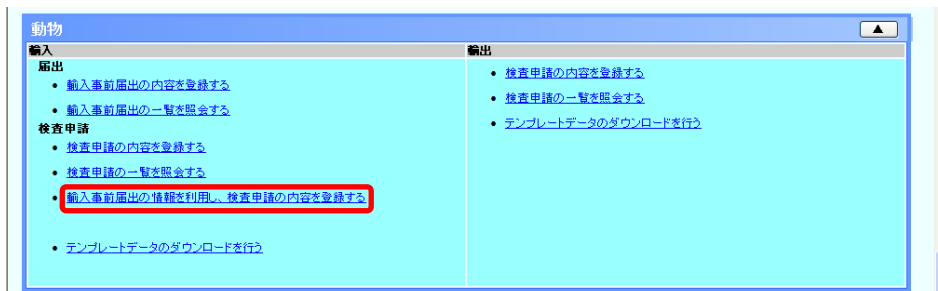 動物
▲
輸入
届出
• 輸入事前届出の内容を登録する
• 輸入事前届出の一覧を照会する
検査申請
• 検査申請の内容を登録する
• 検査申請の一覧を照会する
• 輸入事前届出の情報を利用し、検査申請の内容を登録する
• テンプレートデータのダウンロードを行う
輸出
• 検査申請の内容を登録する
• 検査申請の一覧を照会する
• テンプレートデータのダウンロードを行う